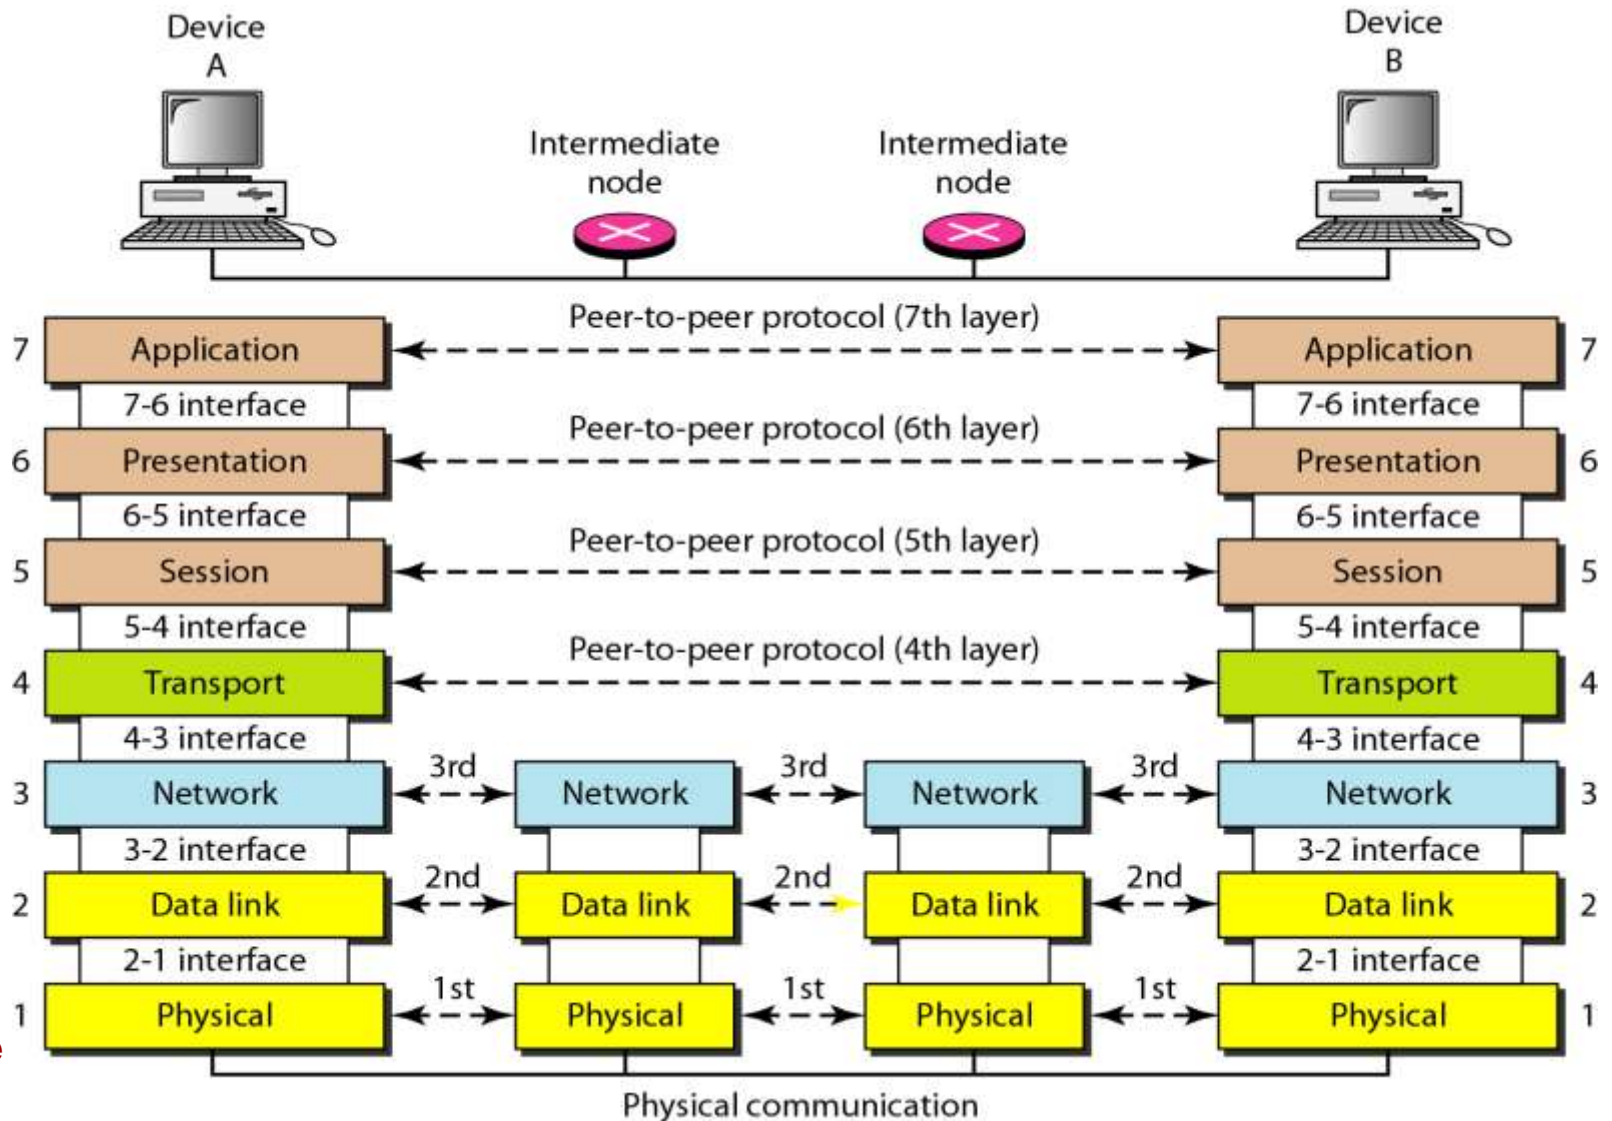 Device
A
Device
B
Intermediate
node
Intermediate
node
Peer-to-peer protocol (7th layer)
7 Application Application 7
7-6 interface 7-6 interface
Peer-to-peer protocol (6th layer)
6 Presentation Presentation 6
6-5 interface 6-5 interface
Peer-to-peer protocol (5th layer)
5 Session Session 5
5-4 interface 5-4 interface
Peer-to-peer protocol (4th layer)
4 Transport Transport 4
4-3 interface 4-3 interface
3rd 3rd 3rd
3 Network Network Network Network 3
3-2 interface 3-2 interface
2nd 2nd 2nd
2 Data link Data link Data link Data link 2
2-1 interface 2-1 interface
1st 1st 1st
1 Physical Physical Physical Physical 1
e
Physical communication